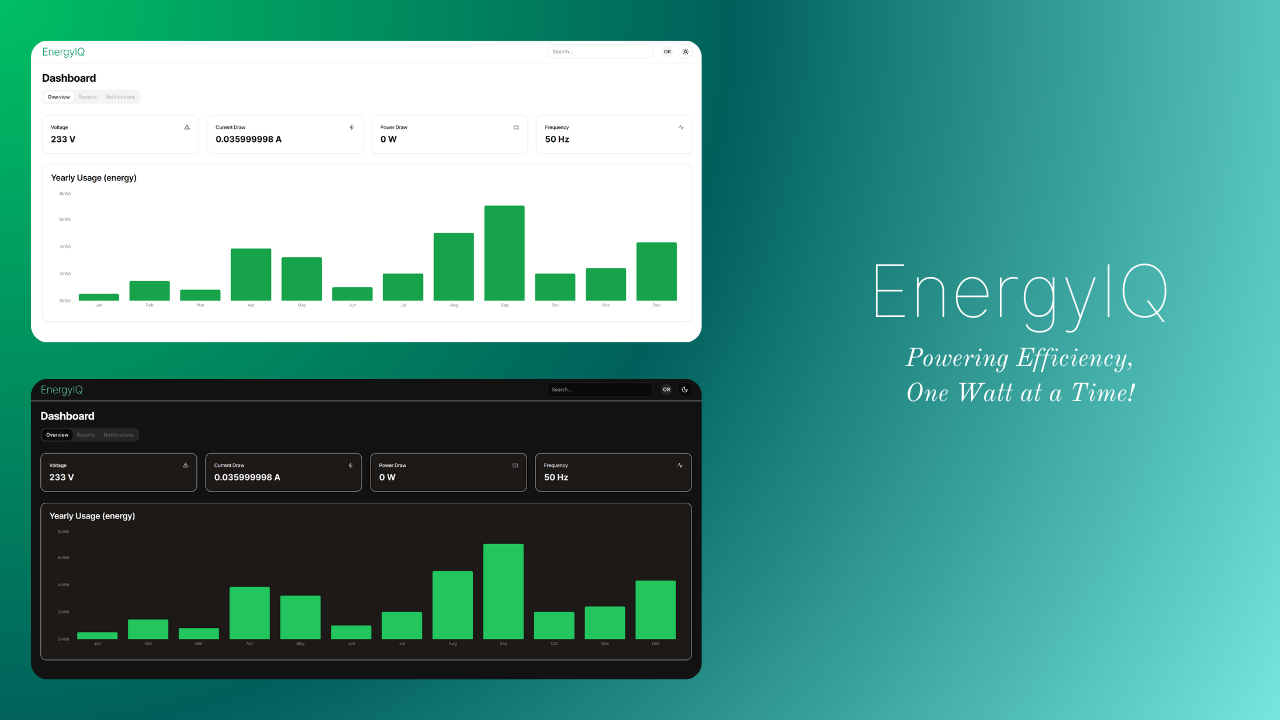 EnergyIQ
Search...
OR
Dashboard
Overview Reports Notifications
Voltage
233 V
Current Draw
0.035999998 A
Power Draw
0 W
Frequency
50 Hz
Yearly Usage (energy)
8kWh
6kWh
4kWh
2kWh
0kWh
Jan Feb Mar Apr May Jun Jul Aug Sep Oct Nov Dec
EnergyIQ
Search...
OR
Dashboard
Overview Reports Notifications
Voltage
233 V
Current Draw
0.035999998 A
Power Draw
0 W
Frequency
50 Hz
Yearly Usage (energy)
8kWh
6kWh
4kWh
2kWh
0kWh
Jan Feb Mar Apr May Jun Jul Aug Sep Oct Nov Dec
EnergyIQ
Powering Efficiency,
One Watt at a Time!